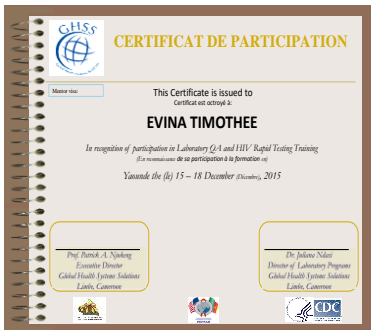 GHSS
CERTIFICAT DE PARTICIPATION
Mentor visa:
This Certificate is issued to
Certificat est octroyé à:
EVINA TIMOTHEE
In recognition of participation in Laboratory QA and HIV Rapid Testing Training
(En reconnaissance de sa participation à la formation en)
Yaounde the (le) 15 – 18 December (Décembre), 2015
Prof. Patrick A. Njukeng
Executive Director
Global Health Systems Solutions
Limbe, Cameroon
Dr. Juliana Ndasi
Director of Laboratory Programs
Global Health Systems Solutions
Limbe, Cameroon
CDC